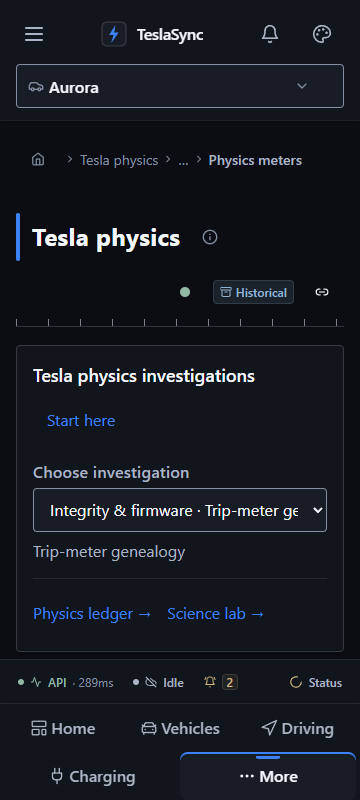 TeslaSync
Aurora
Tesla physics
...
Physics meters
Tesla physics
Historical
Tesla physics investigations
Start here
Choose investigation
Integrity & firmware · Trip-meter ge
Trip-meter genealogy
Physics ledger → Science lab →
API · 289ms Idle 2 Status
Home Vehicles Driving
Charging More